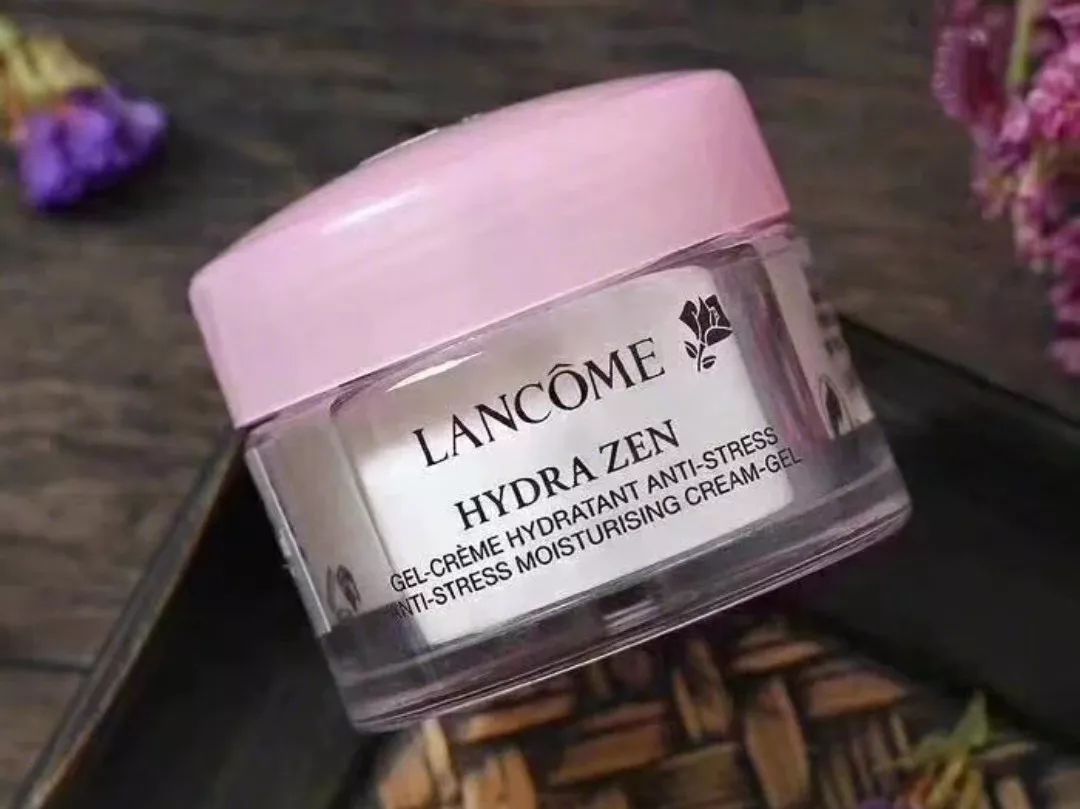 LANCÔME
HYDRA ZEN
GEL-CRÈME HYDRATANT ANTI-STRESS
ANTI-STRESS MOISTURISING CREAM-GEL